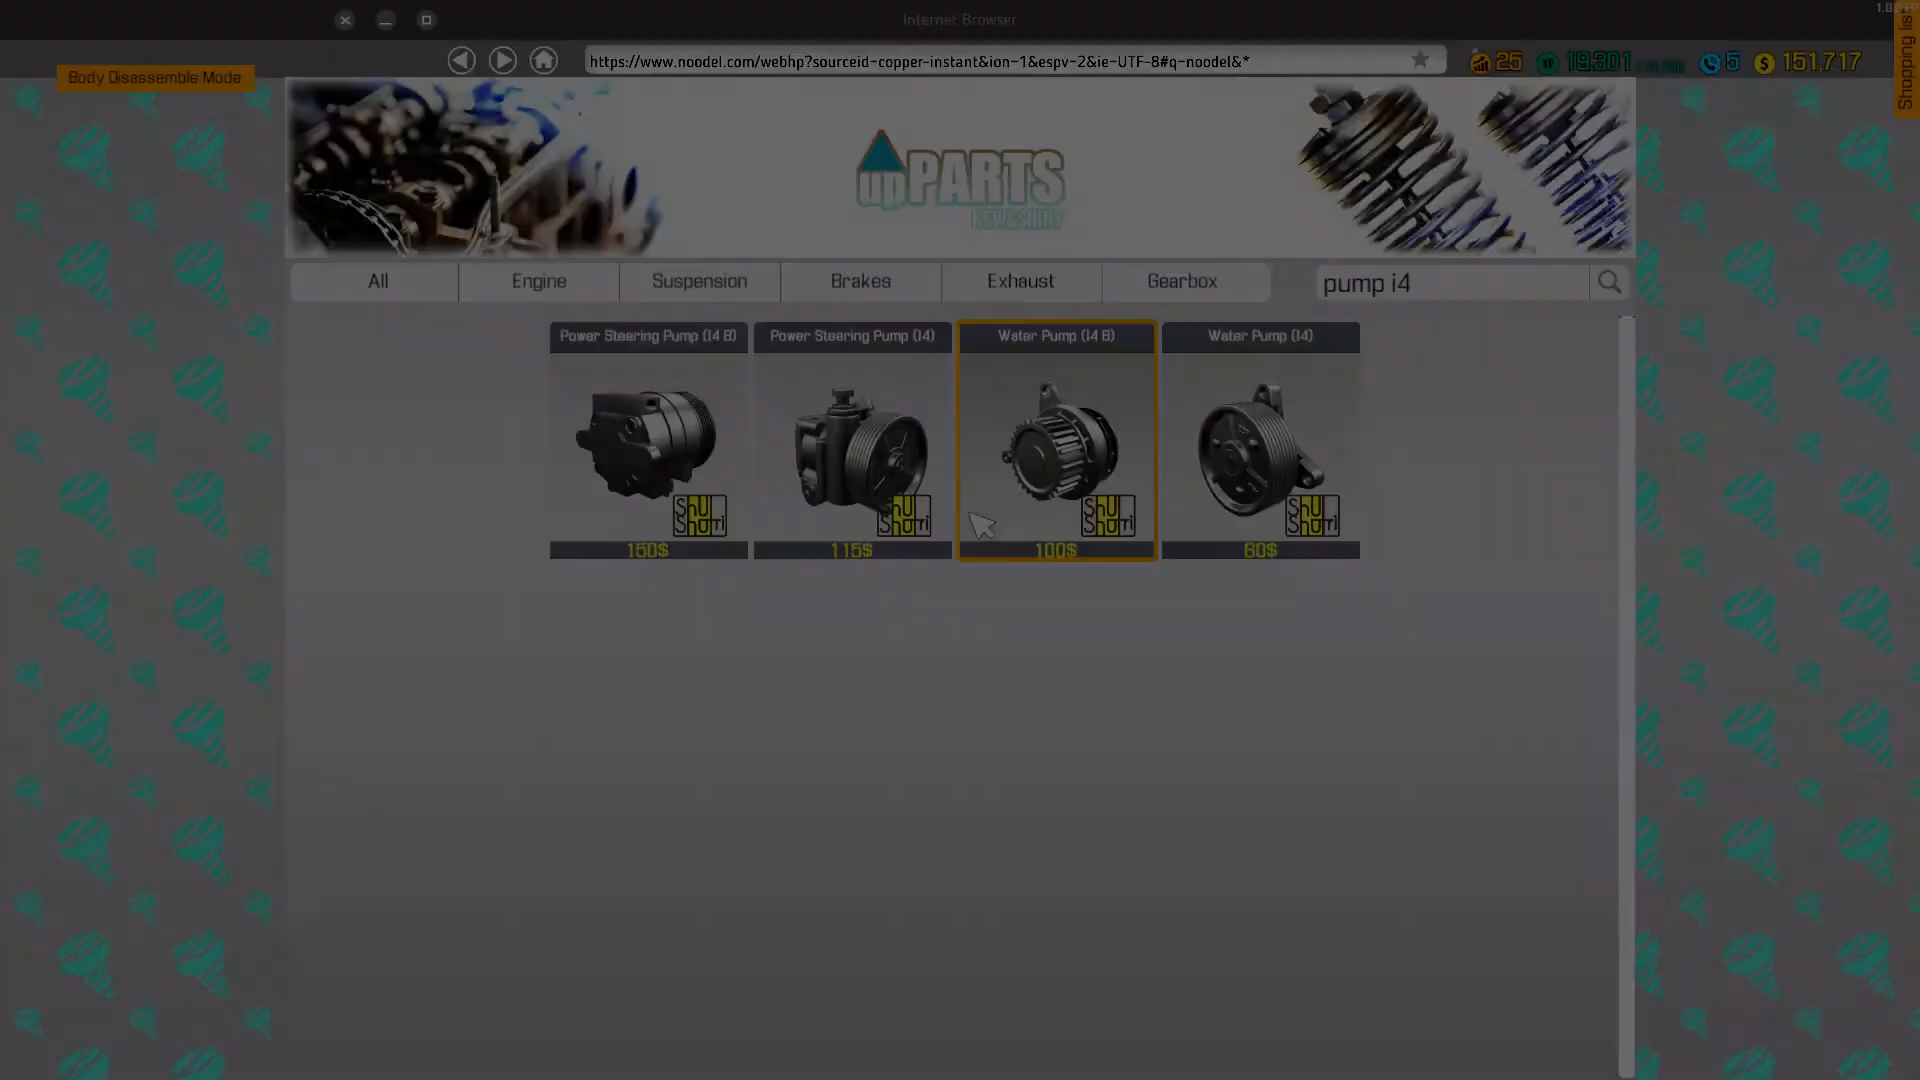 Internet Browser
https://www.noodel.com/webhp?sourceid-copper-instant&ion-1&espv-2&ie-UTF-8#q-noodel&*
25
XP 19,301
5
$ 151,717
Body Disassemble Mode
Shopping lis
upPARTS
All
Engine
Suspension
Brakes
Exhaust
Gearbox
pump i4
Power Steering Pump (I4 B)
Power Steering Pump (I4)
Water Pump (I4 B)
Water Pump (I4)
150$
115$
100$
60$